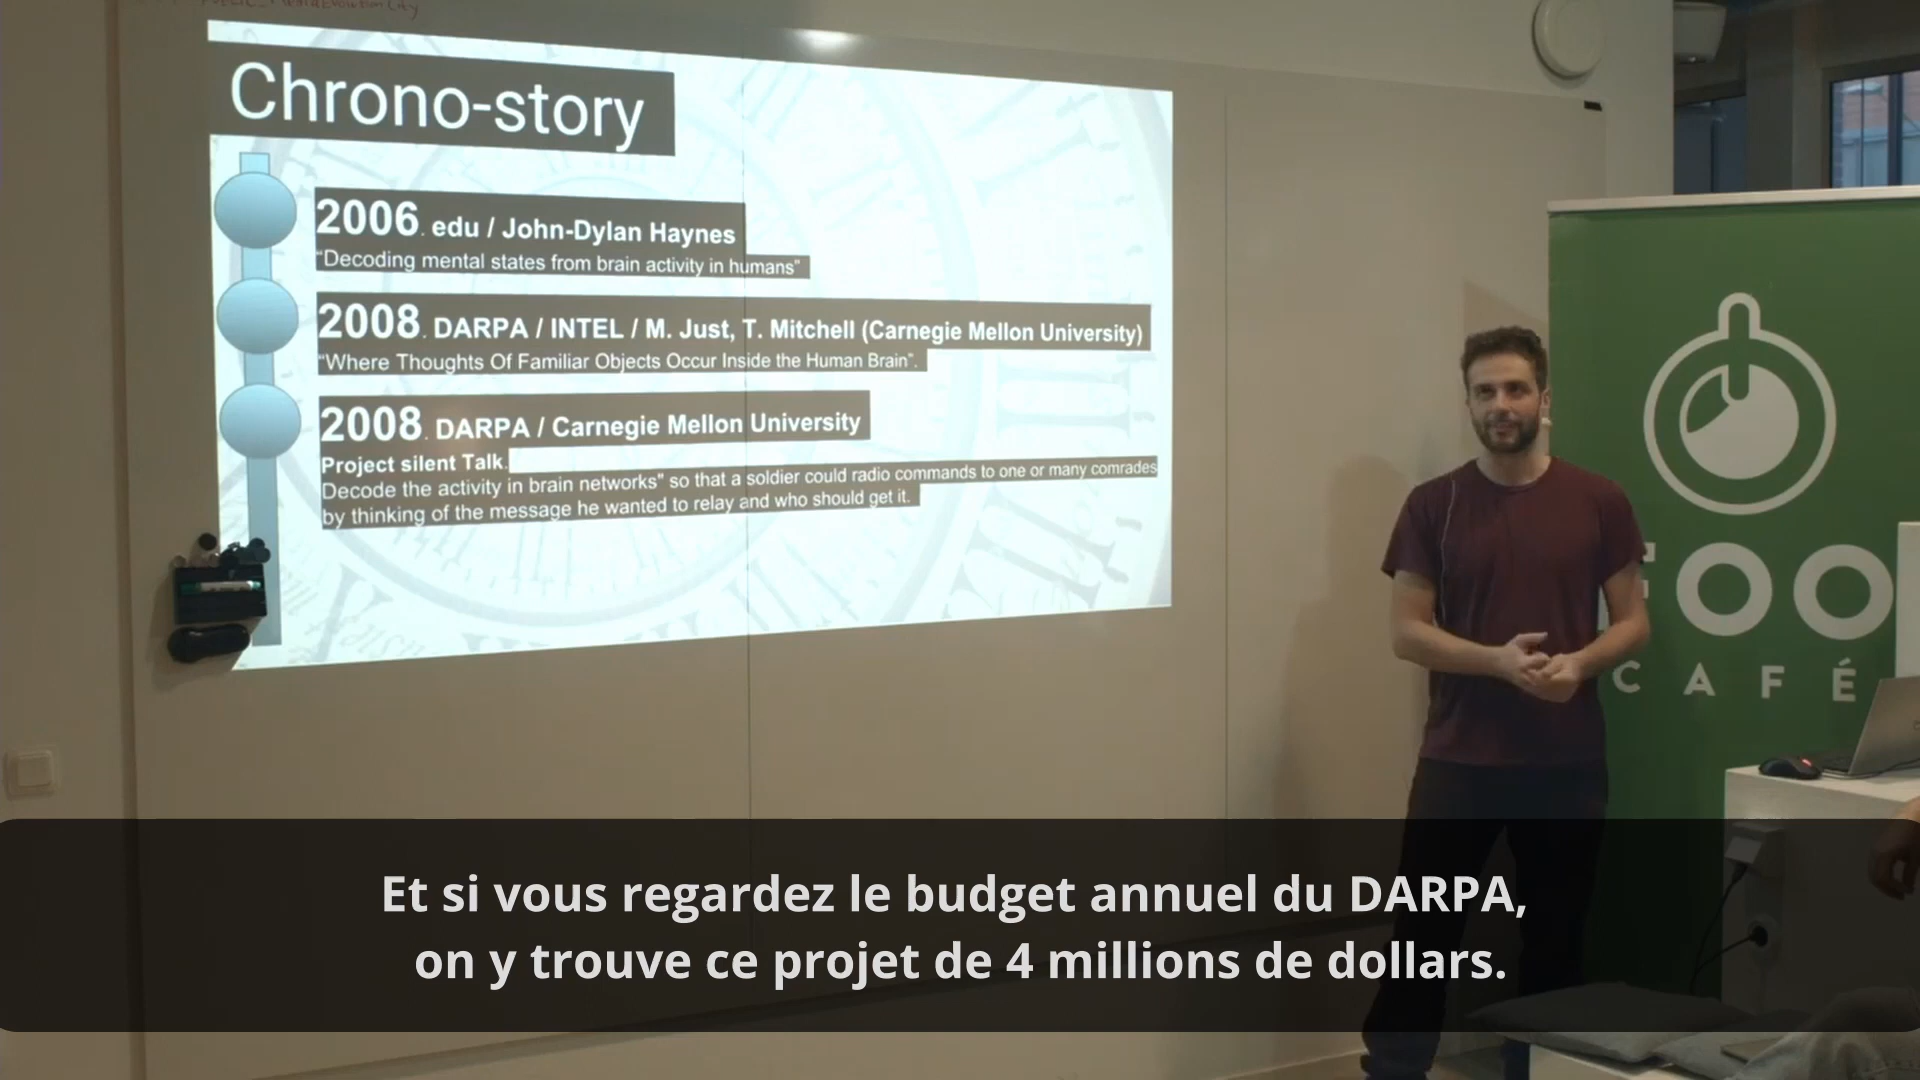 Chrono-story
2006. edu / John-Dylan Haynes
"Decoding mental states from brain activity in humans"
2008. DARPA / INTEL / M. Just, T. Mitchell (Carnegie Mellon University)
"Where Thoughts Of Familiar Objects Occur Inside the Human Brain".
2008. DARPA / Carnegie Mellon University
Project silent Talk.
Decode the activity in brain networks" so that a soldier could radio commands to one or many comrades
by thinking of the message he wanted to relay and who should get it.
FOO
CAFÉ
Et si vous regardez le budget annuel du DARPA,
on y trouve ce projet de 4 millions de dollars.